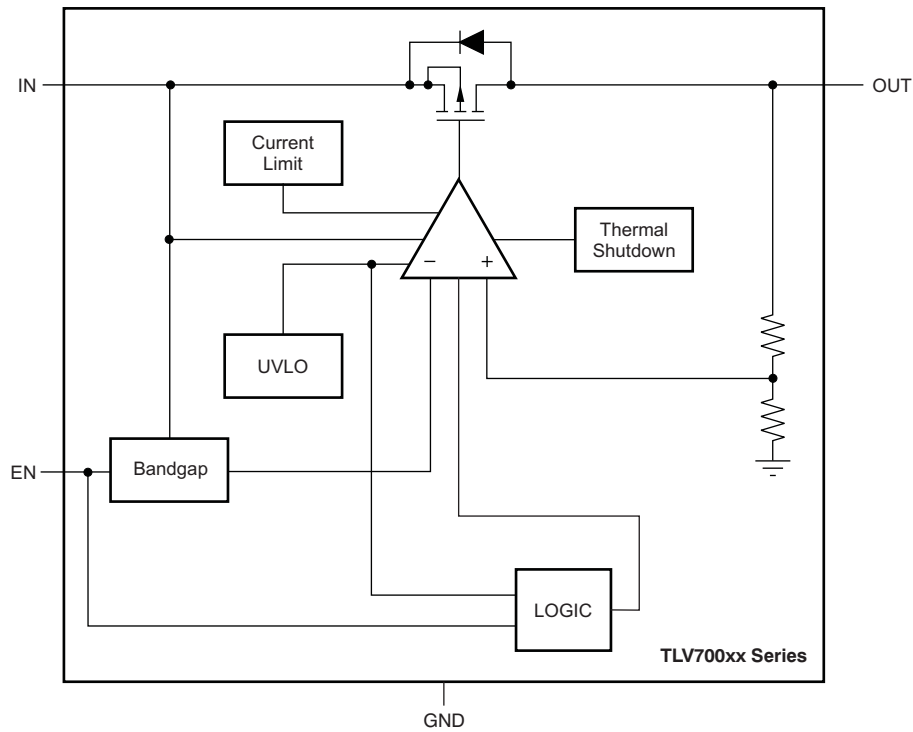 IN
OUT
Current
Limit
Thermal
Shutdown
− +
UVLO
EN
Bandgap
LOGIC
TLV700xx Series
GND